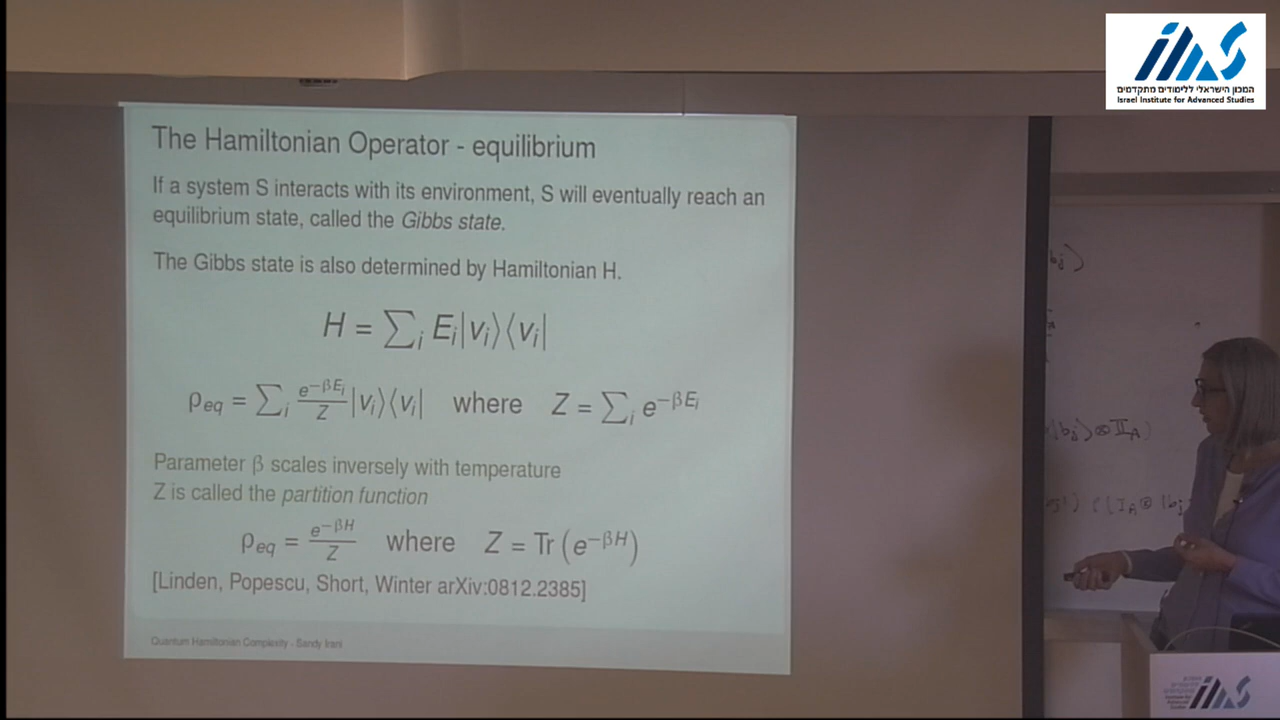 המכון הישראלי ללימודים מתקדמים
Israel Institute for Advanced Studies
The Hamiltonian Operator - equilibrium
If a system S interacts with its environment, S will eventually reach an
equilibrium state, called the Gibbs state.
The Gibbs state is also determined by Hamiltonian H.
H = ∑ᵢ Eᵢ|vᵢ⟩⟨vᵢ|
ρ_eq = ∑ᵢ e^{-βEᵢ}/Z |vᵢ⟩⟨vᵢ| where Z = ∑ᵢ e^{-βEᵢ}
Parameter β scales inversely with temperature
Z is called the partition function
ρ_eq = e^{-βH}/Z where Z = Tr(e^{-βH})
[Linden, Popescu, Short, Winter arXiv:0812.2385]
Quantum Hamiltonian Complexity - Sandy Irani